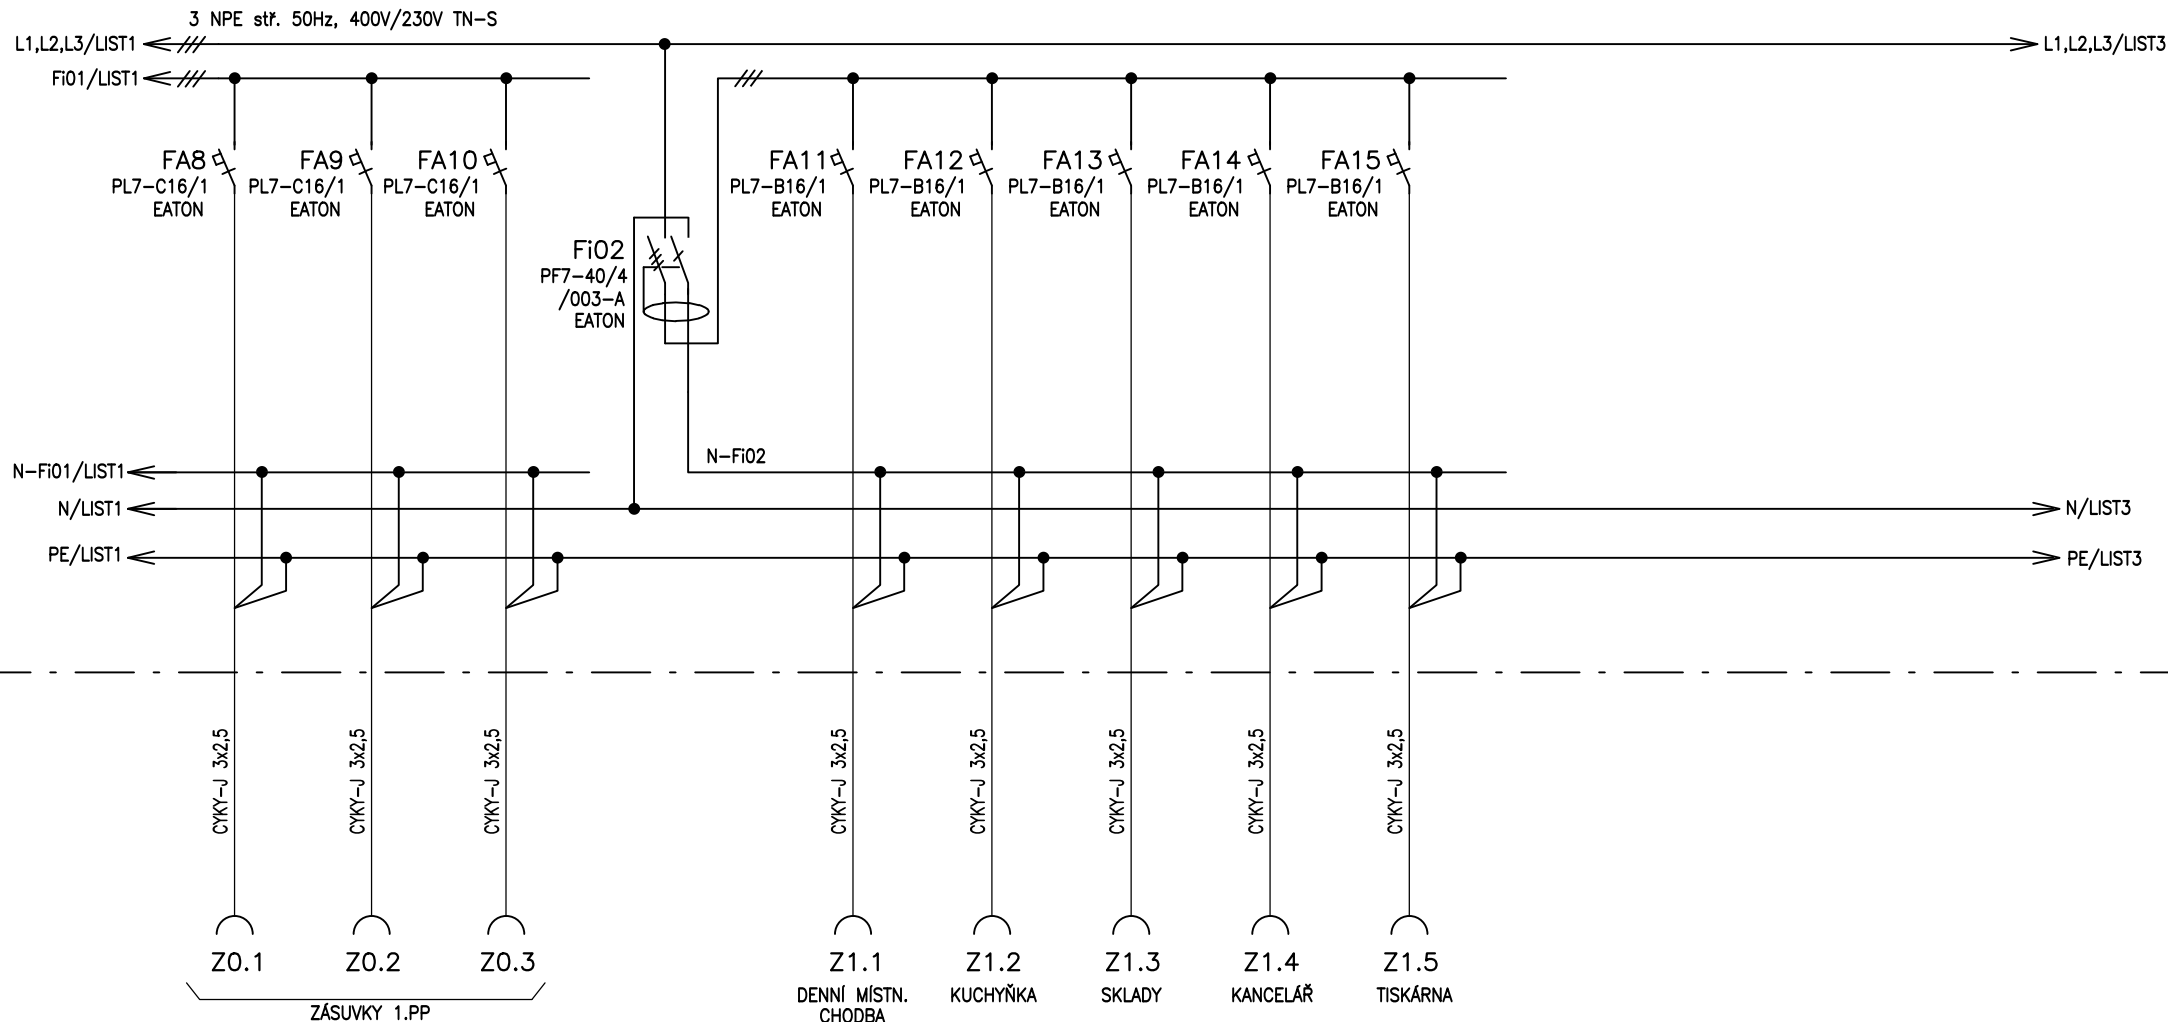 3 NPE stř. 50Hz, 400V/230V TN-S
L1,L2,L3/LIST1
L1,L2,L3/LIST3
Fi01/LIST1
FA8
PL7-C16/1
EATON
FA9
PL7-C16/1
EATON
FA10
PL7-C16/1
EATON
FA11
PL7-B16/1
EATON
FA12
PL7-B16/1
EATON
FA13
PL7-B16/1
EATON
FA14
PL7-B16/1
EATON
FA15
PL7-B16/1
EATON
Fi02
PF7-40/4
/003-A
EATON
N-Fi02
N-Fi01/LIST1
N/LIST1
N/LIST3
PE/LIST1
PE/LIST3
CYKY-J 3x2,5
CYKY-J 3x2,5
CYKY-J 3x2,5
CYKY-J 3x2,5
CYKY-J 3x2,5
CYKY-J 3x2,5
CYKY-J 3x2,5
CYKY-J 3x2,5
Z0.1
Z0.2
Z0.3
Z1.1
Z1.2
Z1.3
Z1.4
Z1.5
ZÁSUVKY 1.PP
DENNÍ MÍSTN.
CHODBA
KUCHYŇKA
SKLADY
KANCELÁŘ
TISKÁRNA